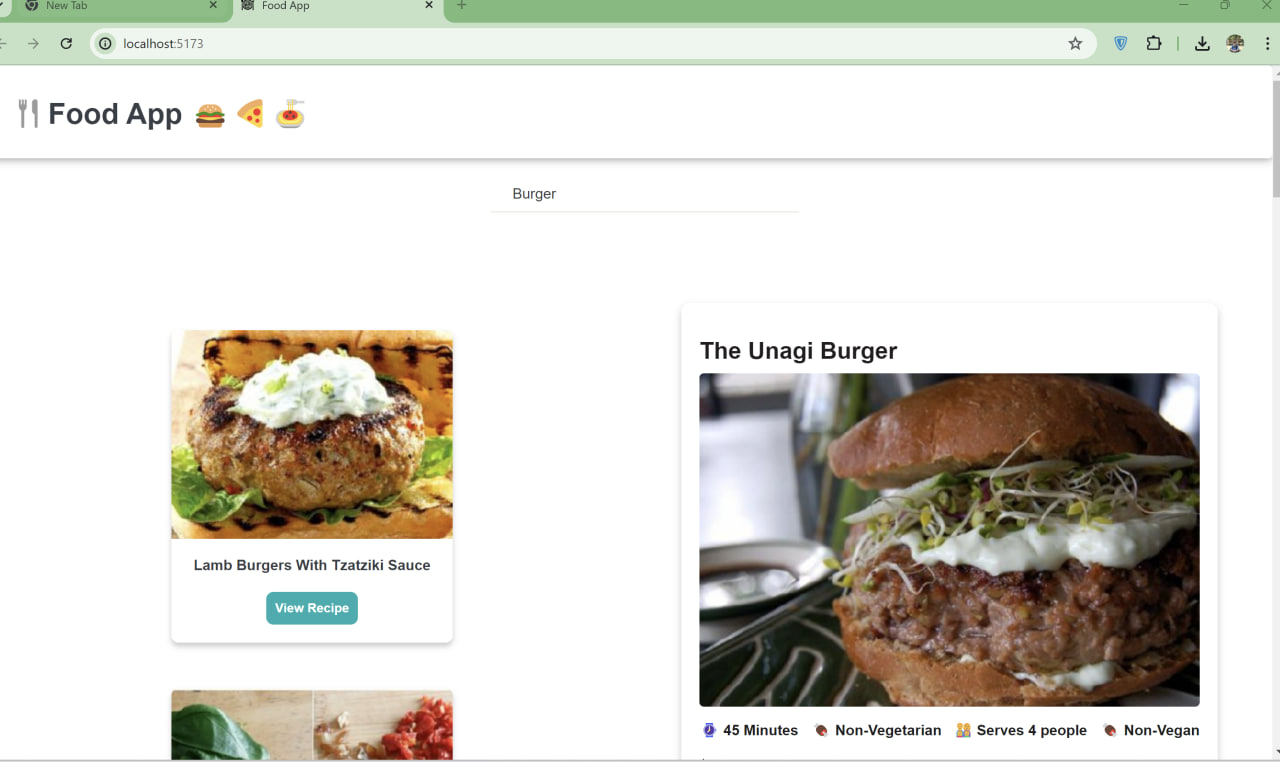 New Tab
Food App
localhost:5173
Food App
Burger
The Unagi Burger
Lamb Burgers With Tzatziki Sauce
View Recipe
45 Minutes Non-Vegetarian Serves 4 people Non-Vegan